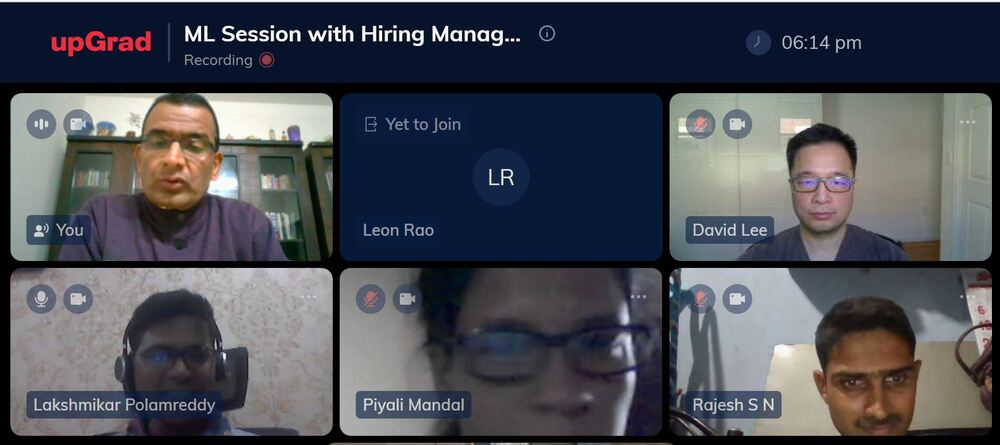 upGrad
ML Session with Hiring Manag...
Recording
06:14 pm
You
Yet to Join
LR
Leon Rao
David Lee
Lakshmikar Polamreddy
Piyali Mandal
Rajesh S N